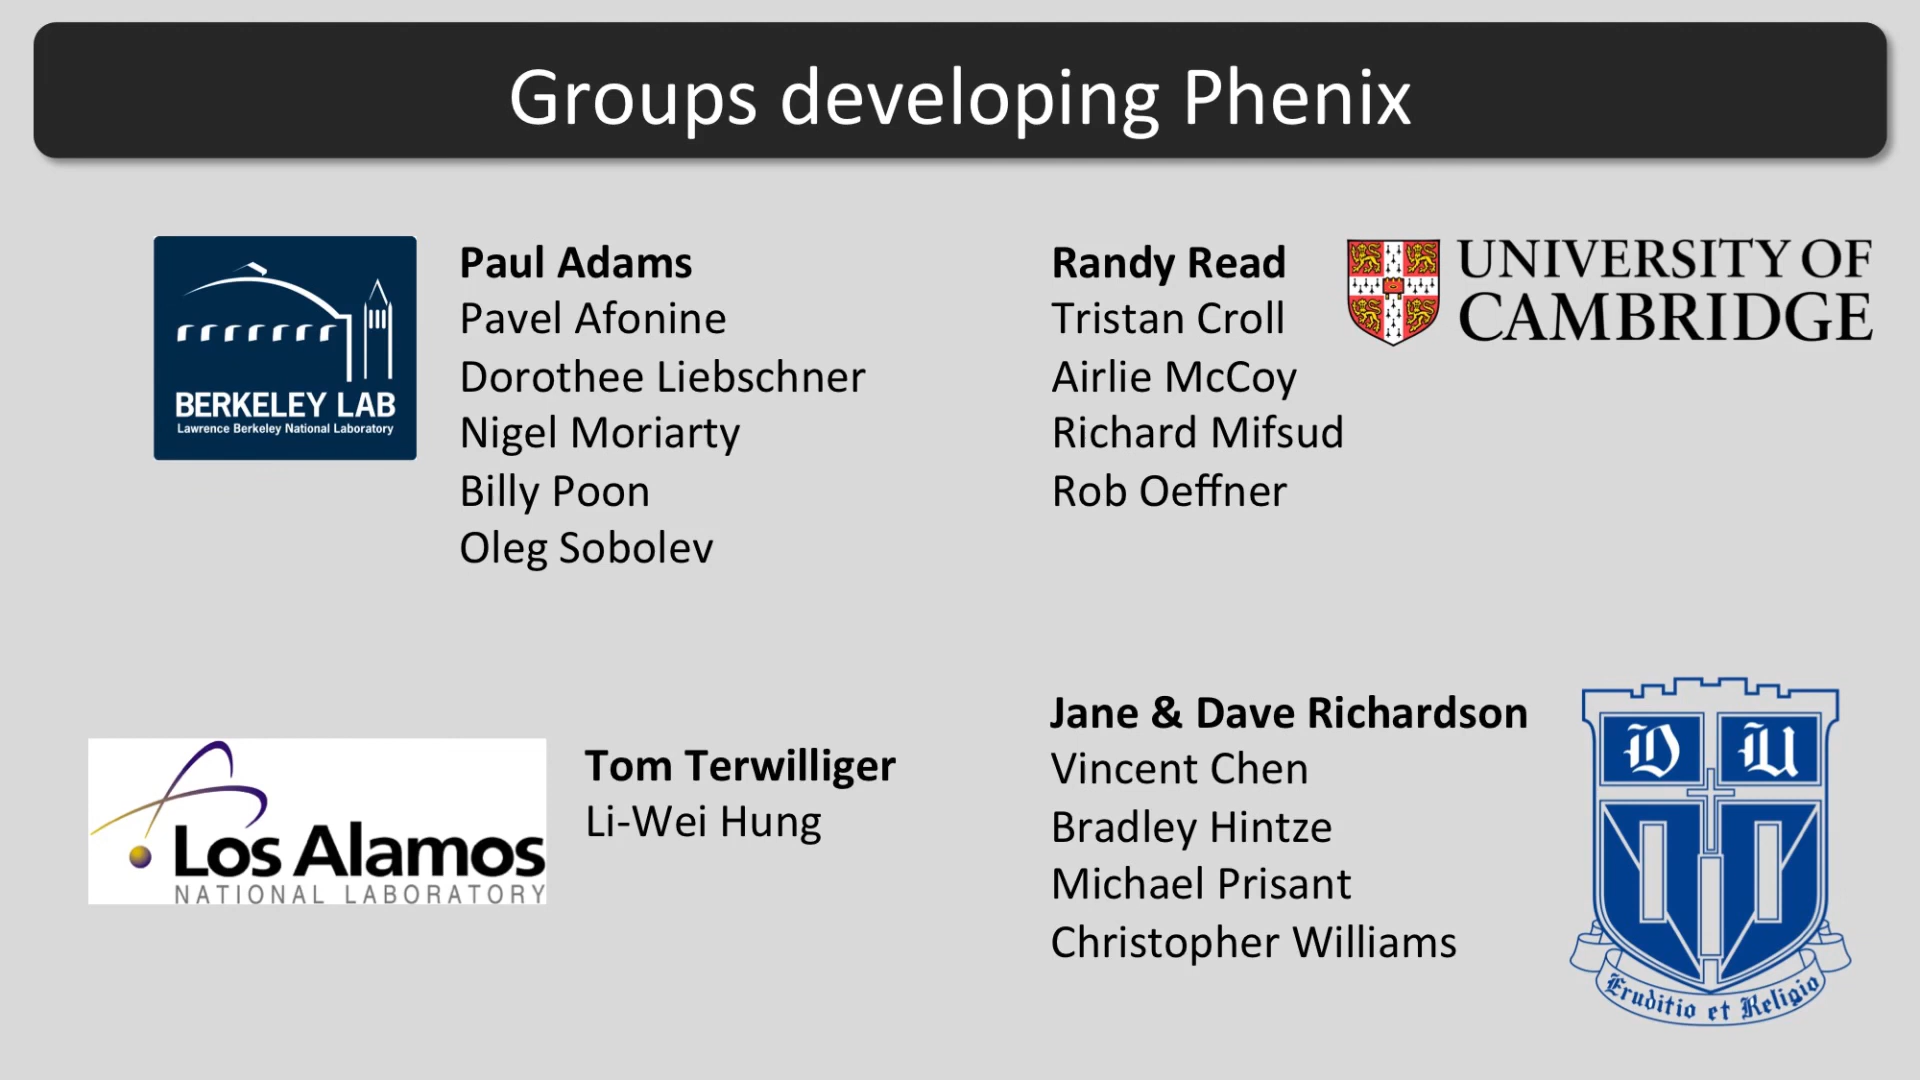 Groups developing Phenix
BERKELEY LAB
Lawrence Berkeley National Laboratory
Paul Adams
Pavel Afonine
Dorothee Liebschner
Nigel Moriarty
Billy Poon
Oleg Sobolev
Randy Read
Tristan Croll
Airlie McCoy
Richard Mifsud
Rob Oeffner
UNIVERSITY OF
CAMBRIDGE
Los Alamos
NATIONAL LABORATORY
Tom Terwilliger
Li-Wei Hung
Jane & Dave Richardson
Vincent Chen
Bradley Hintze
Michael Prisant
Christopher Williams
D U
Eruditio et Religio